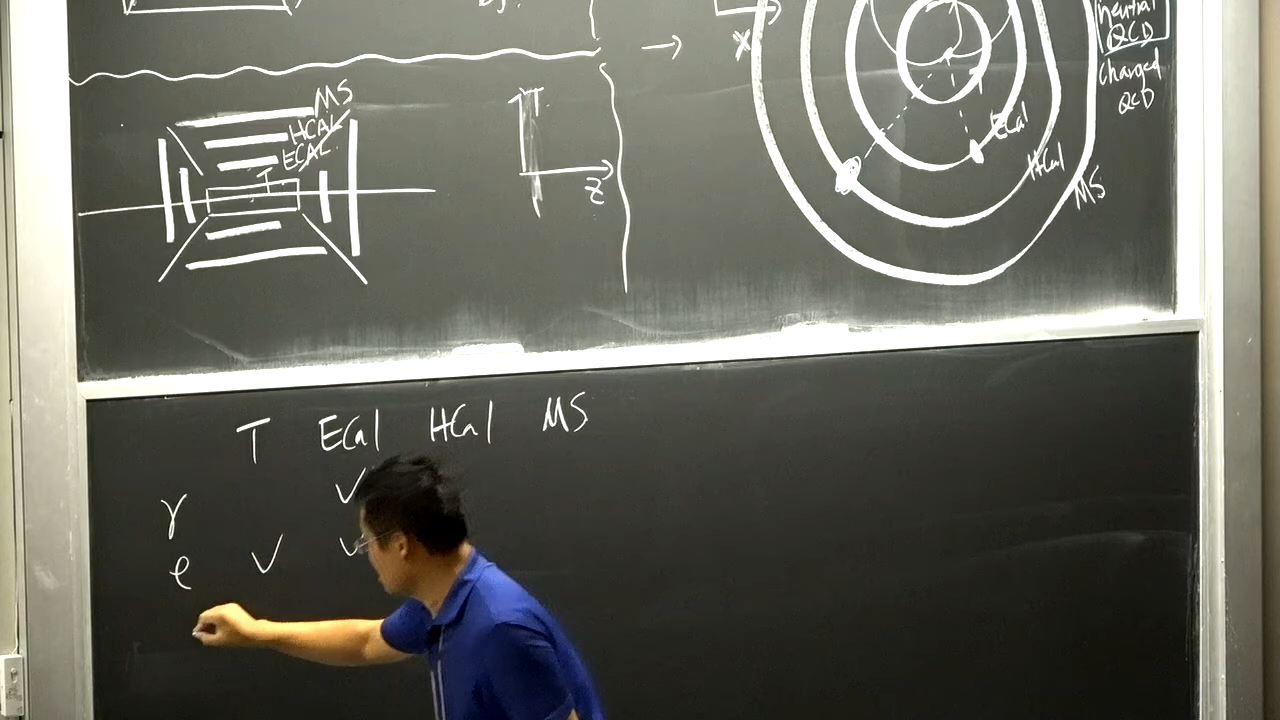 MS
HCAL
ECAL
T
T
Z
X
ECal
HCal
MS
neutral
QCD
charged
QCD
T ECal HCal MS
γ ✓
e ✓ ✓